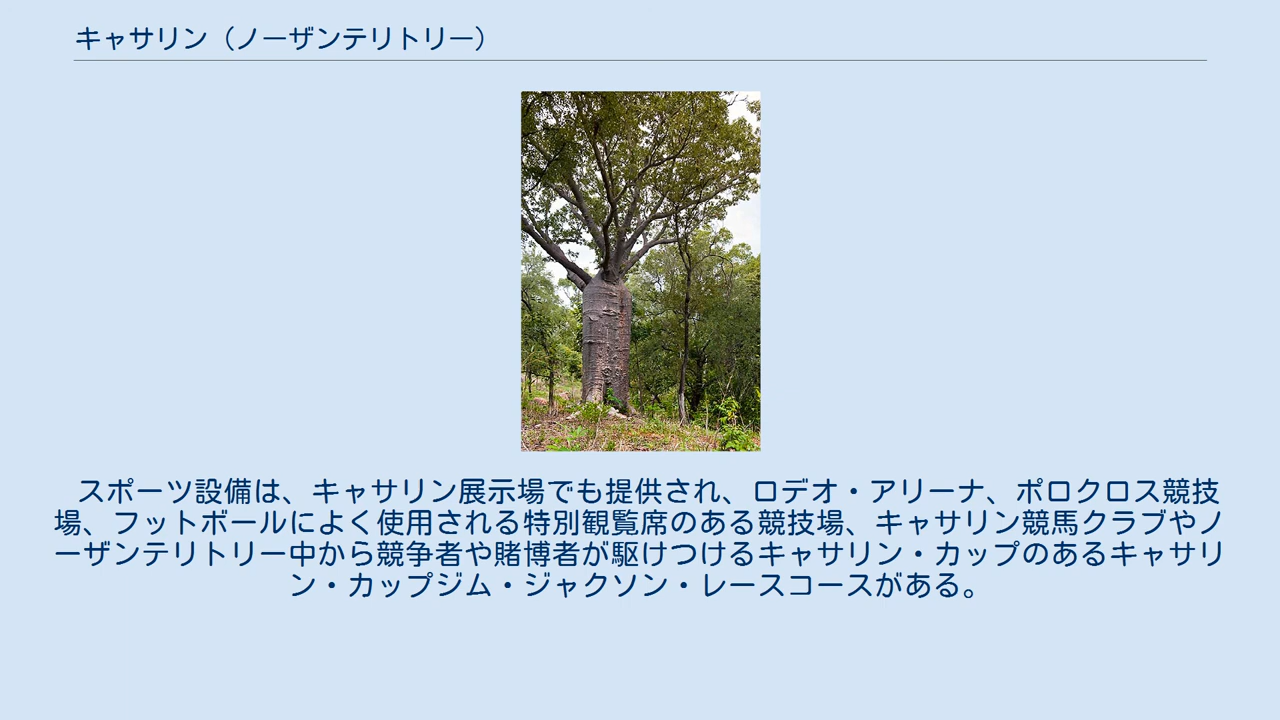 キャサリン（ノーザンテリトリー）
スポーツ設備は、キャサリン展示場でも提供され、ロデオ・アリーナ、ポロクロス競技
場、フットボールによく使用される特別観覧席のある競技場、キャサリン競馬クラブやノ
ーザンテリトリー中から競争者や賭博者が駆けつけるキャサリン・カップのあるキャサリ
ン・カップジム・ジャクソン・レースコースがある。